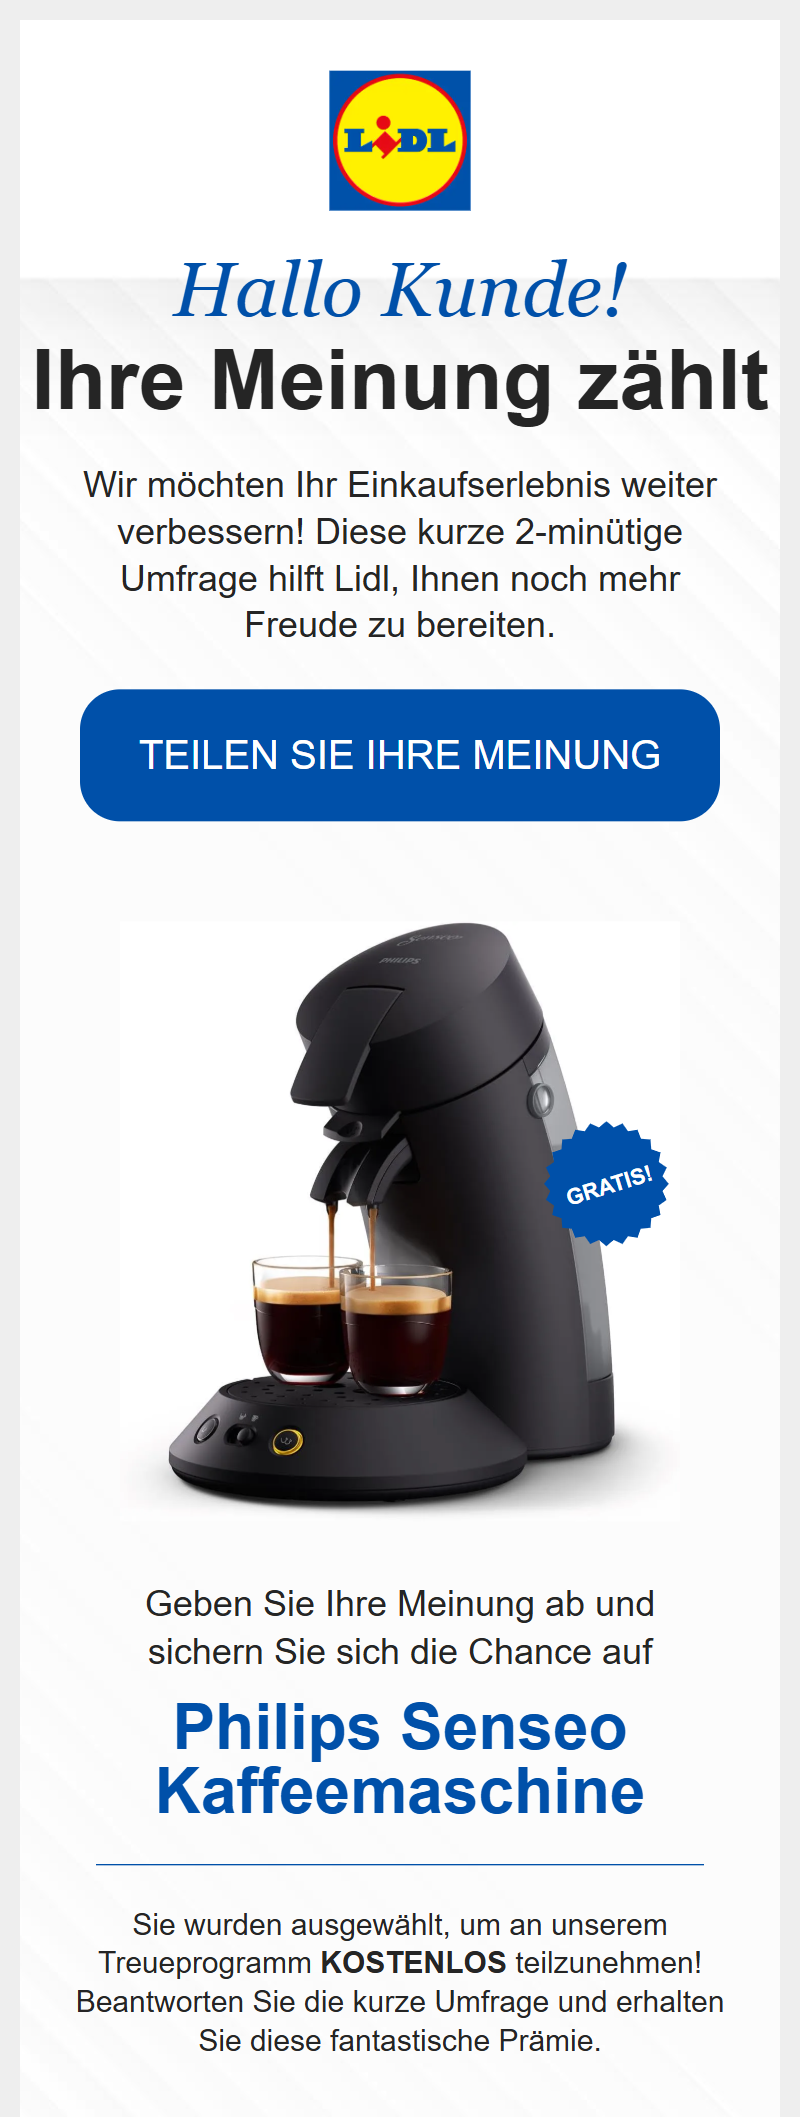 LIDL
Hallo Kunde!
Ihre Meinung zählt
Wir möchten Ihr Einkaufserlebnis weiter
verbessern! Diese kurze 2-minütige
Umfrage hilft Lidl, Ihnen noch mehr
Freude zu bereiten.
TEILEN SIE IHRE MEINUNG
Senseo
PHILIPS
GRATIS!
Geben Sie Ihre Meinung ab und
sichern Sie sich die Chance auf
Philips Senseo
Kaffeemaschine
Sie wurden ausgewählt, um an unserem
Treueprogramm KOSTENLOS teilzunehmen!
Beantworten Sie die kurze Umfrage und erhalten
Sie diese fantastische Prämie.